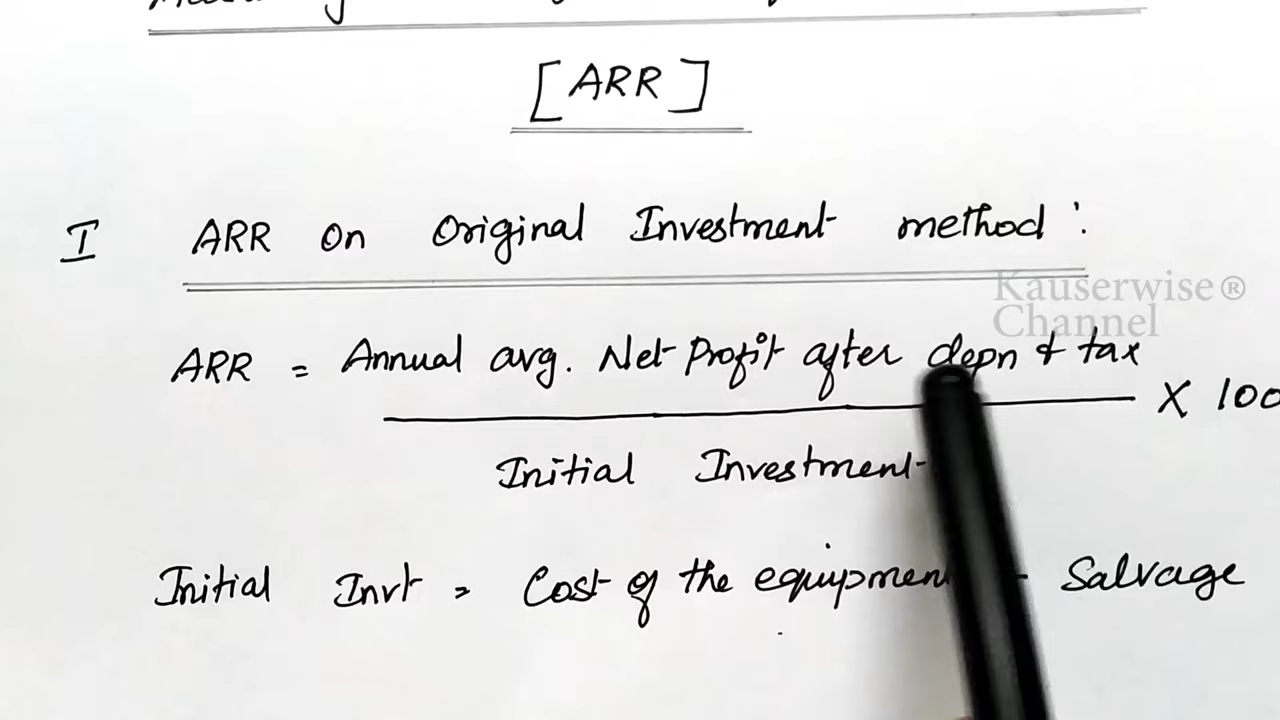 [ARR]
I ARR on Original Investment method :
Kauserwise®
Channel
ARR = Annual avg. Net Profit after depn & tax
X 100
Initial Investment
Initial Invt = Cost of the equipment - Salvage